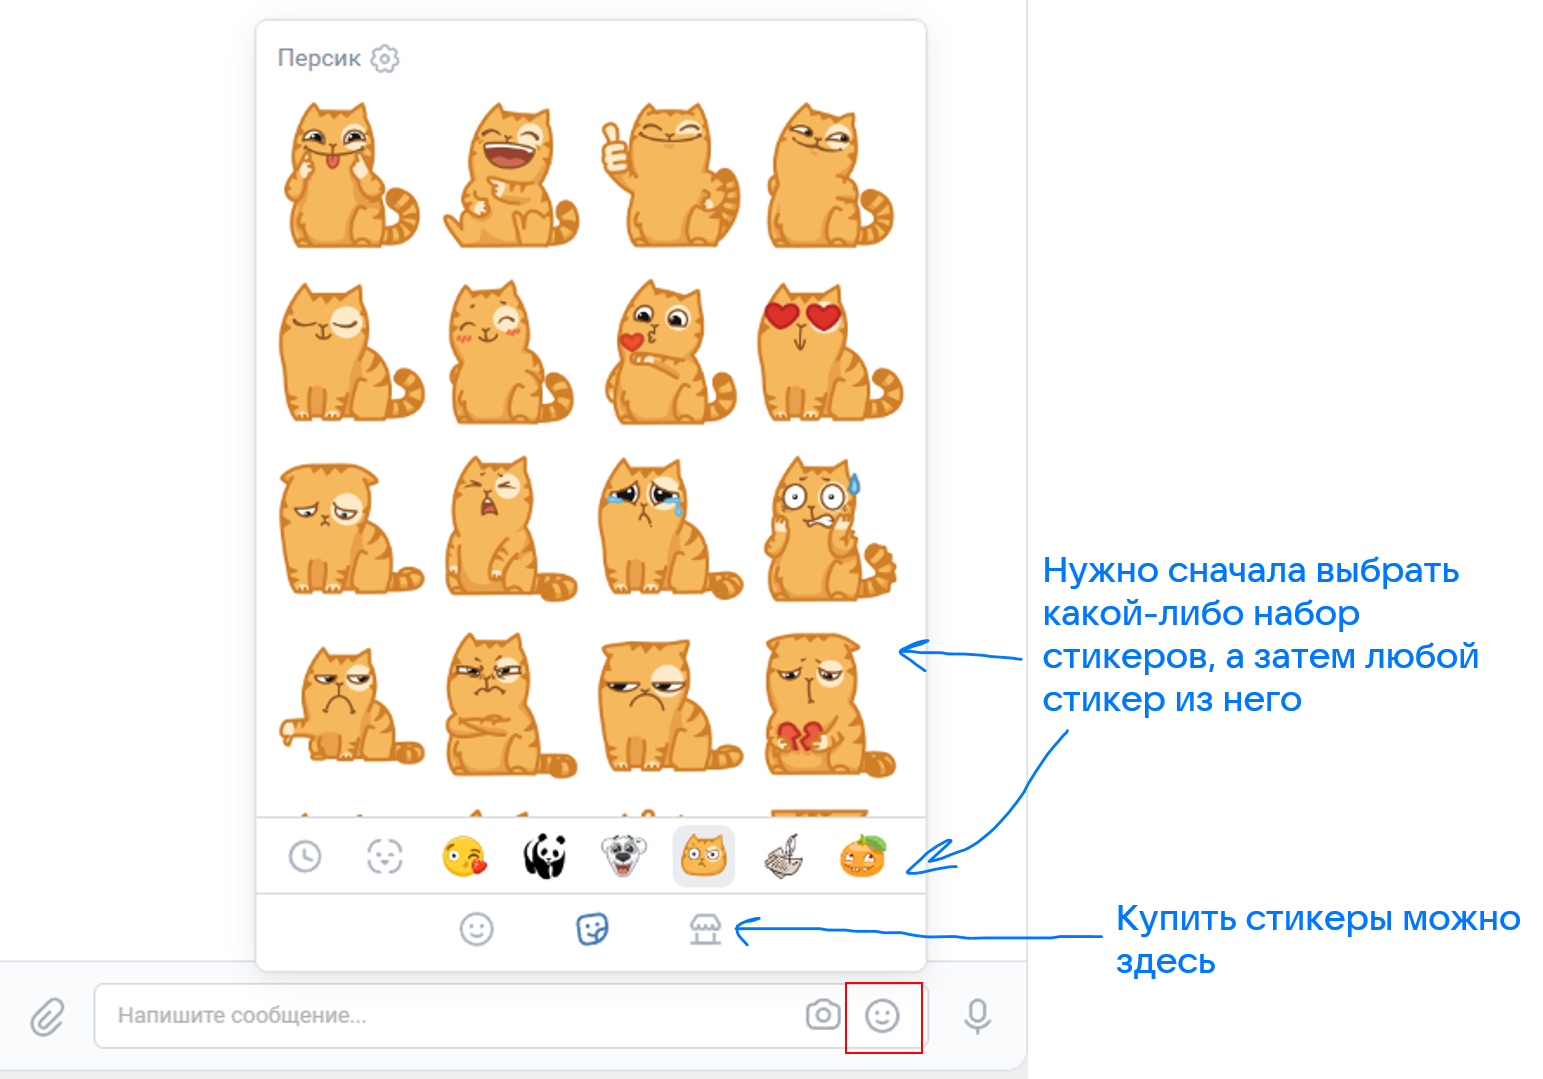 Персик
Нужно сначала выбрать
какой-либо набор
стикеров, а затем любой
стикер из него
Купить стикеры можно
здесь
Напишите сообщение...